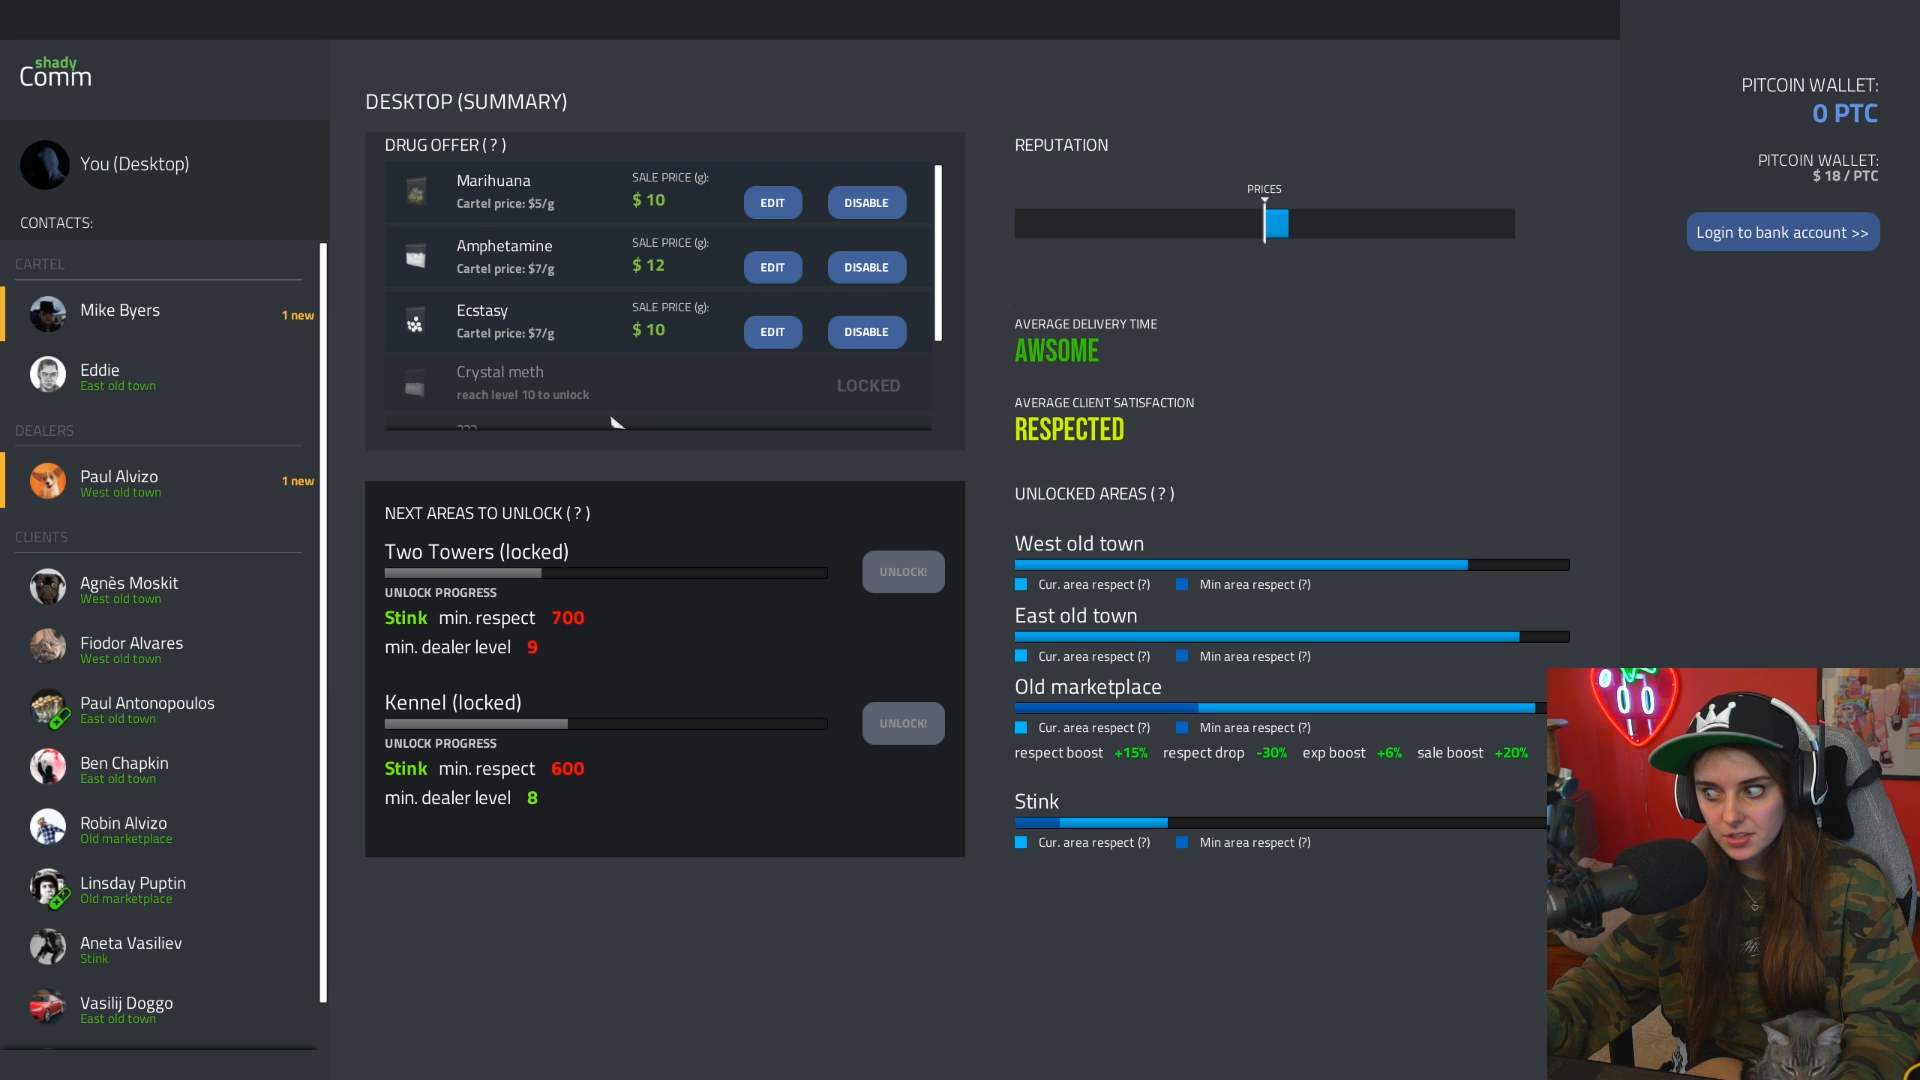 shady
Comm
You (Desktop)
CONTACTS:
CARTEL
Mike Byers
1 new
Eddie
East old town
DEALERS
Paul Alvizo
West old town
1 new
CLIENTS
Agnès Moskit
West old town
Fiodor Alvares
West old town
Paul Antonopoulos
East old town
Ben Chapkin
East old town
Robin Alvizo
Old marketplace
Linsday Puptin
Old marketplace
Aneta Vasiliev
Stink
Vasilij Doggo
East old town
DESKTOP (SUMMARY)
DRUG OFFER ( ? )
Marihuana
Cartel price: $5/g
SALE PRICE (g):
$ 10
EDIT
DISABLE
Amphetamine
Cartel price: $7/g
SALE PRICE (g):
$ 12
EDIT
DISABLE
Ecstasy
Cartel price: $7/g
SALE PRICE (g):
$ 10
EDIT
DISABLE
Crystal meth
reach level 10 to unlock
LOCKED
???
NEXT AREAS TO UNLOCK ( ? )
Two Towers (locked)
UNLOCK!
UNLOCK PROGRESS
Stink min. respect 700
min. dealer level 9
Kennel (locked)
UNLOCK!
UNLOCK PROGRESS
Stink min. respect 600
min. dealer level 8
REPUTATION
PRICES
AVERAGE DELIVERY TIME
AWSOME
AVERAGE CLIENT SATISFACTION
RESPECTED
UNLOCKED AREAS ( ? )
West old town
Cur. area respect (?) Min area respect (?)
East old town
Cur. area respect (?) Min area respect (?)
Old marketplace
Cur. area respect (?) Min area respect (?)
respect boost +15% respect drop -30% exp boost +6% sale boost +20%
Stink
Cur. area respect (?) Min area respect (?)
PITCOIN WALLET:
0 PTC
PITCOIN WALLET:
$ 18 / PTC
Login to bank account >>